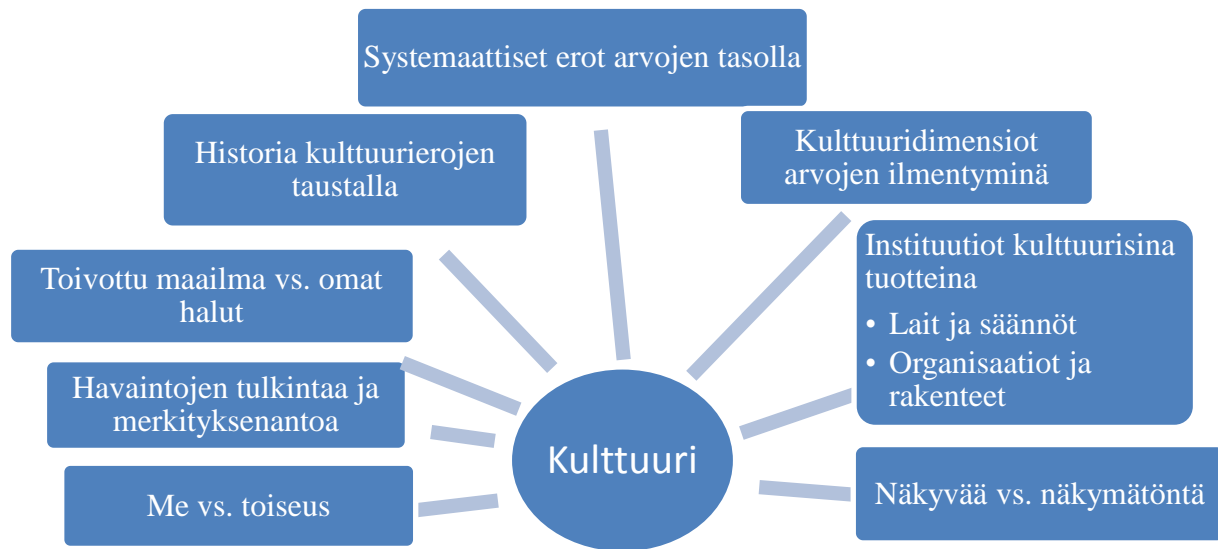 Systemaattiset erot arvojen tasolla
Historia kulttuurierojen
taustalla
Kulttuuridimensiot
arvojen ilmentyminä
Toivottu maailma vs. omat
halut
Instituutiot kulttuurisina
tuotteina
• Lait ja säännöt
• Organisaatiot ja
rakenteet
Havaintojen tulkintaa ja
merkityksenantoa
Kulttuuri
Me vs. toiseus
Näkyvää vs. näkymätöntä